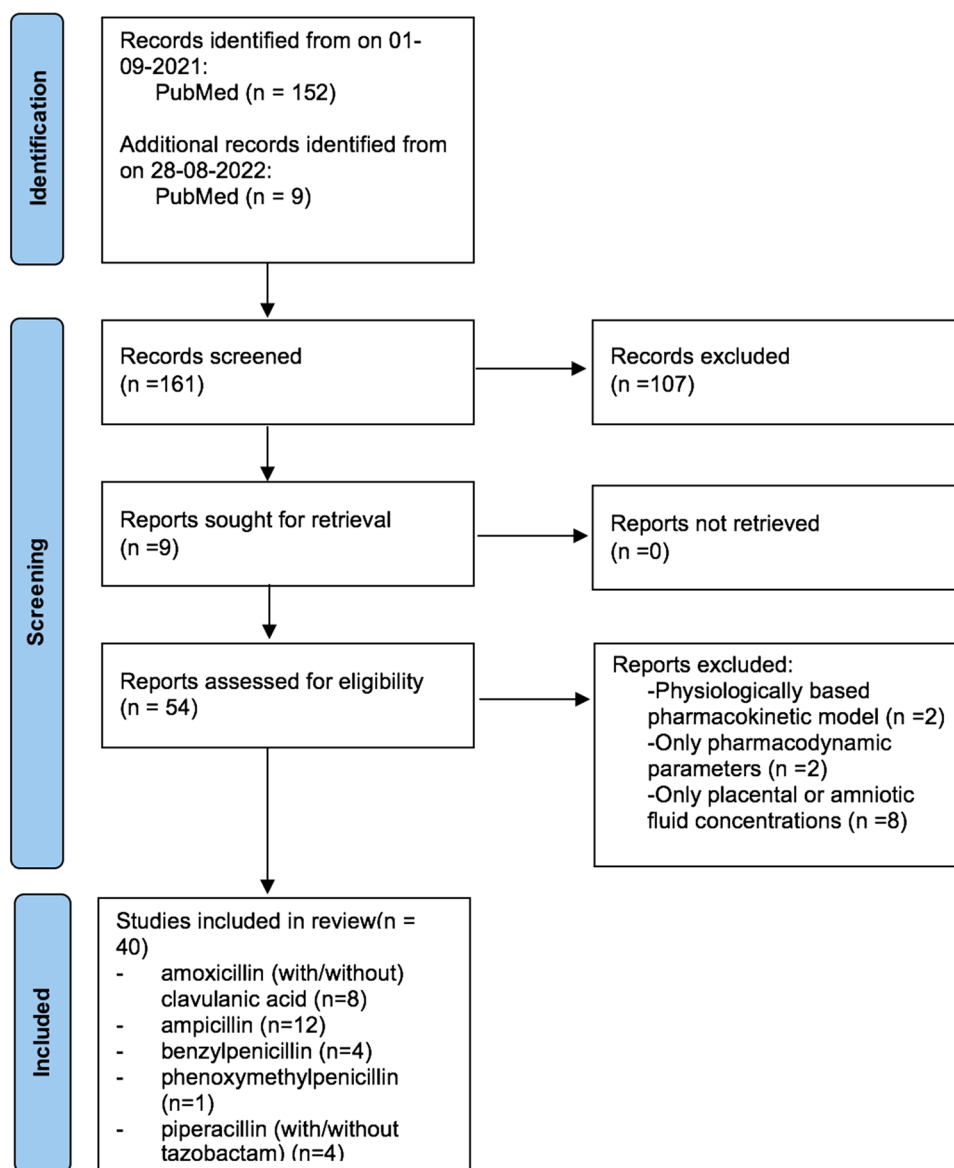 Identification
Records identified from on 01-
09-2021:
PubMed (n = 152)
Additional records identified from
on 28-08-2022:
PubMed (n = 9)
Screening
Records screened
(n =161)
Records excluded
(n =107)
Reports sought for retrieval
(n =9)
Reports not retrieved
(n =0)
Reports assessed for eligibility
(n = 54)
Reports excluded:
-Physiologically based
pharmacokinetic model (n =2)
-Only pharmacodynamic
parameters (n =2)
-Only placental or amniotic
fluid concentrations (n =8)
Included
Studies included in review(n =
40)
- amoxicillin (with/without)
clavulanic acid (n=8)
- ampicillin (n=12)
- benzylpenicillin (n=4)
- phenoxymethylpenicillin
(n=1)
- piperacillin (with/without
tazobactam) (n=4)